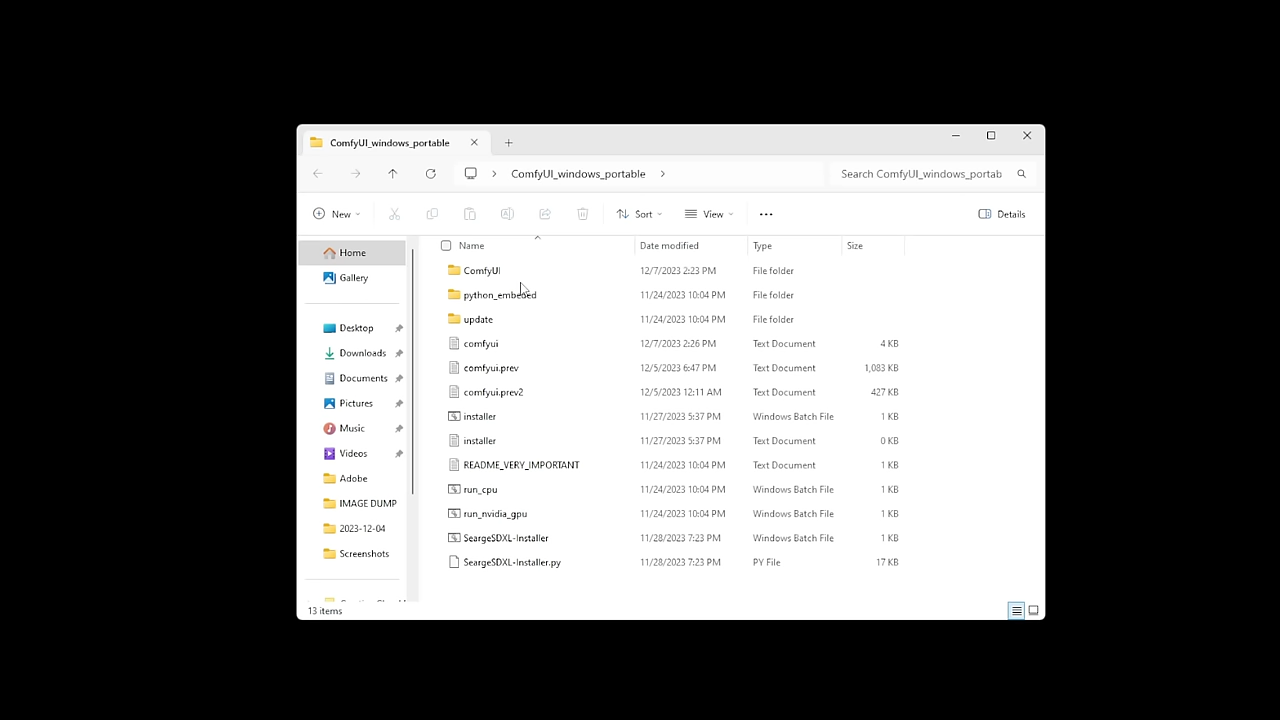 ComfyUI_windows_portable
ComfyUI_windows_portable
Search ComfyUI_windows_portab
New
Sort
View
Details
Home
Gallery
Desktop
Downloads
Documents
Pictures
Music
Videos
Adobe
IMAGE DUMP
2023-12-04
Screenshots
Name Date modified Type Size
ComfyUI 12/7/2023 2:23 PM File folder
python_embeded 11/24/2023 10:04 PM File folder
update 11/24/2023 10:04 PM File folder
comfyui 12/7/2023 2:26 PM Text Document 4 KB
comfyui.prev 12/5/2023 6:47 PM Text Document 1,083 KB
comfyui.prev2 12/5/2023 12:11 AM Text Document 427 KB
installer 11/27/2023 5:37 PM Windows Batch File 1 KB
installer 11/27/2023 5:37 PM Text Document 0 KB
README_VERY_IMPORTANT 11/24/2023 10:04 PM Text Document 1 KB
run_cpu 11/24/2023 10:04 PM Windows Batch File 1 KB
run_nvidia_gpu 11/24/2023 10:04 PM Windows Batch File 1 KB
SeargeSDXL-Installer 11/28/2023 7:23 PM Windows Batch File 1 KB
SeargeSDXL-Installer.py 11/28/2023 7:23 PM PY File 17 KB
13 items